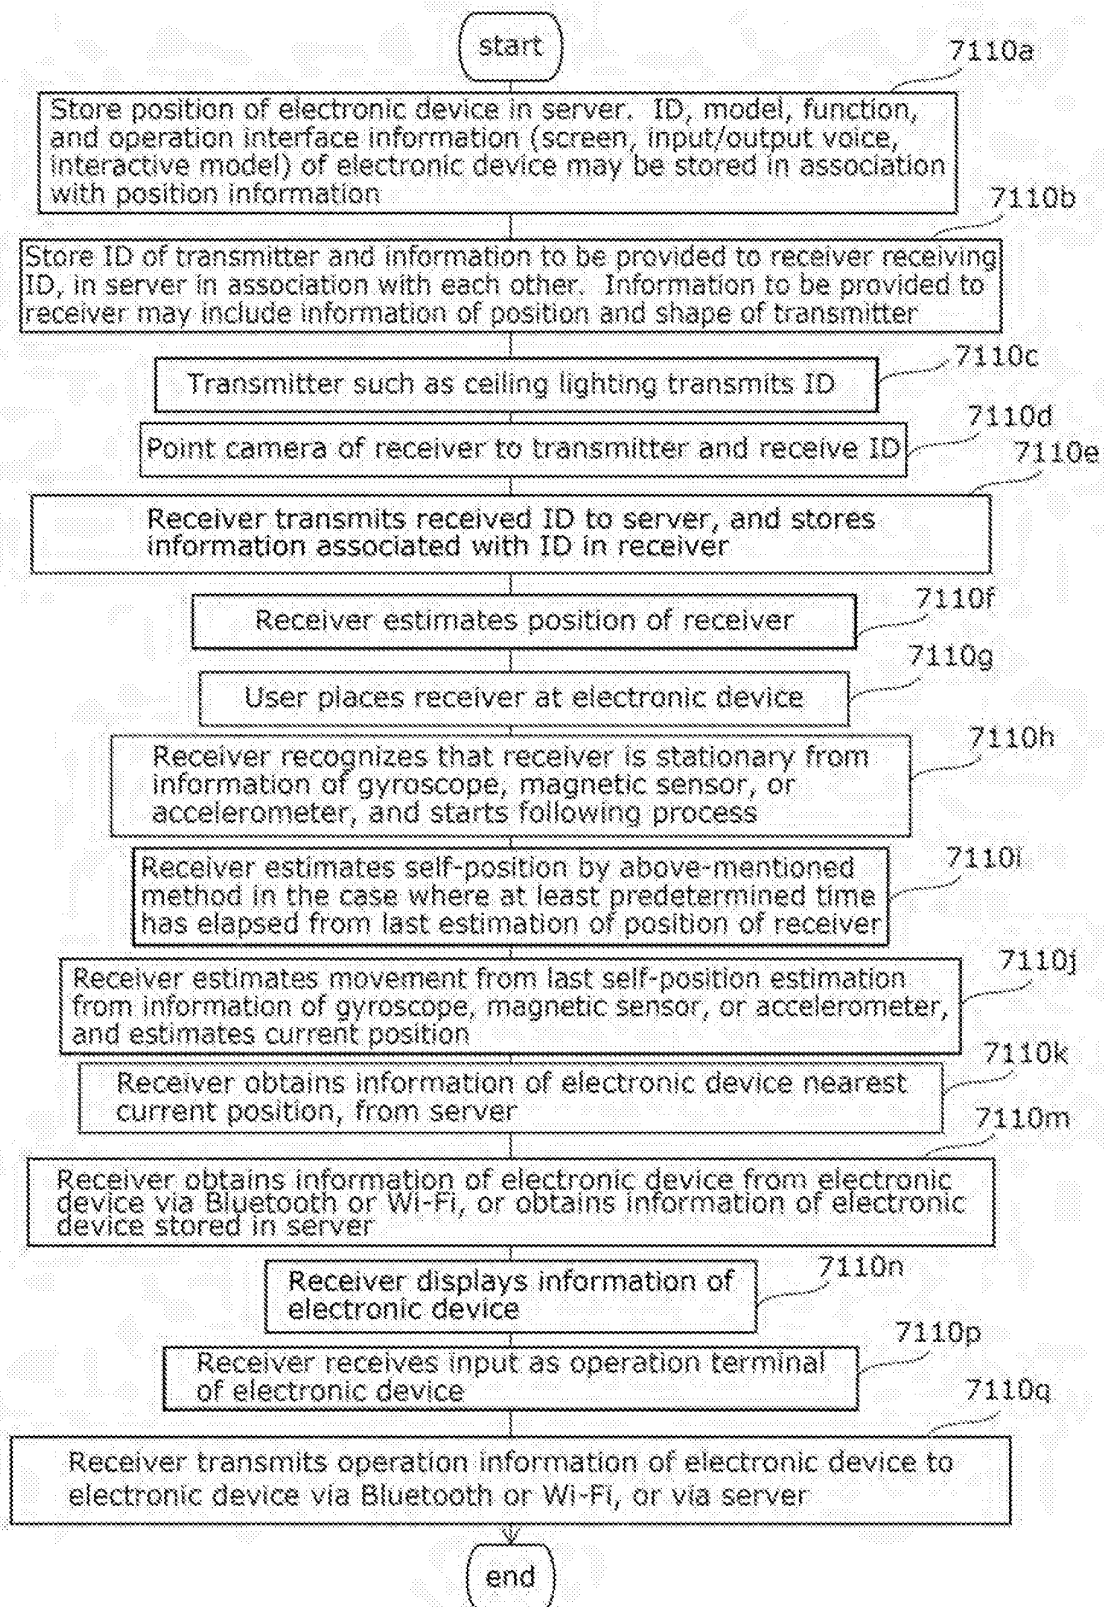 start
7110a
Store position of electronic device in server. ID, model, function,
and operation interface information (screen, input/output voice,
interactive model) of electronic device may be stored in association
with position information
7110b
Store ID of transmitter and information to be provided to receiver receiving
ID, in server in association with each other. Information to be provided to
receiver may include information of position and shape of transmitter
7110c
Transmitter such as ceiling lighting transmits ID
7110d
Point camera of receiver to transmitter and receive ID
7110e
Receiver transmits received ID to server, and stores
information associated with ID in receiver
7110f
Receiver estimates position of receiver
7110g
User places receiver at electronic device
7110h
Receiver recognizes that receiver is stationary from
information of gyroscope, magnetic sensor, or
accelerometer, and starts following process
7110i
Receiver estimates self-position by above-mentioned
method in the case where at least predetermined time
has elapsed from last estimation of position of receiver
7110j
Receiver estimates movement from last self-position estimation
from information of gyroscope, magnetic sensor, or accelerometer,
and estimates current position
7110k
Receiver obtains information of electronic device nearest
current position, from server
7110m
Receiver obtains information of electronic device from electronic
device via Bluetooth or Wi-Fi, or obtains information of electronic
device stored in server
7110n
Receiver displays information of
electronic device
7110p
Receiver receives input as operation terminal
of electronic device
7110q
Receiver transmits operation information of electronic device to
electronic device via Bluetooth or Wi-Fi, or via server
end